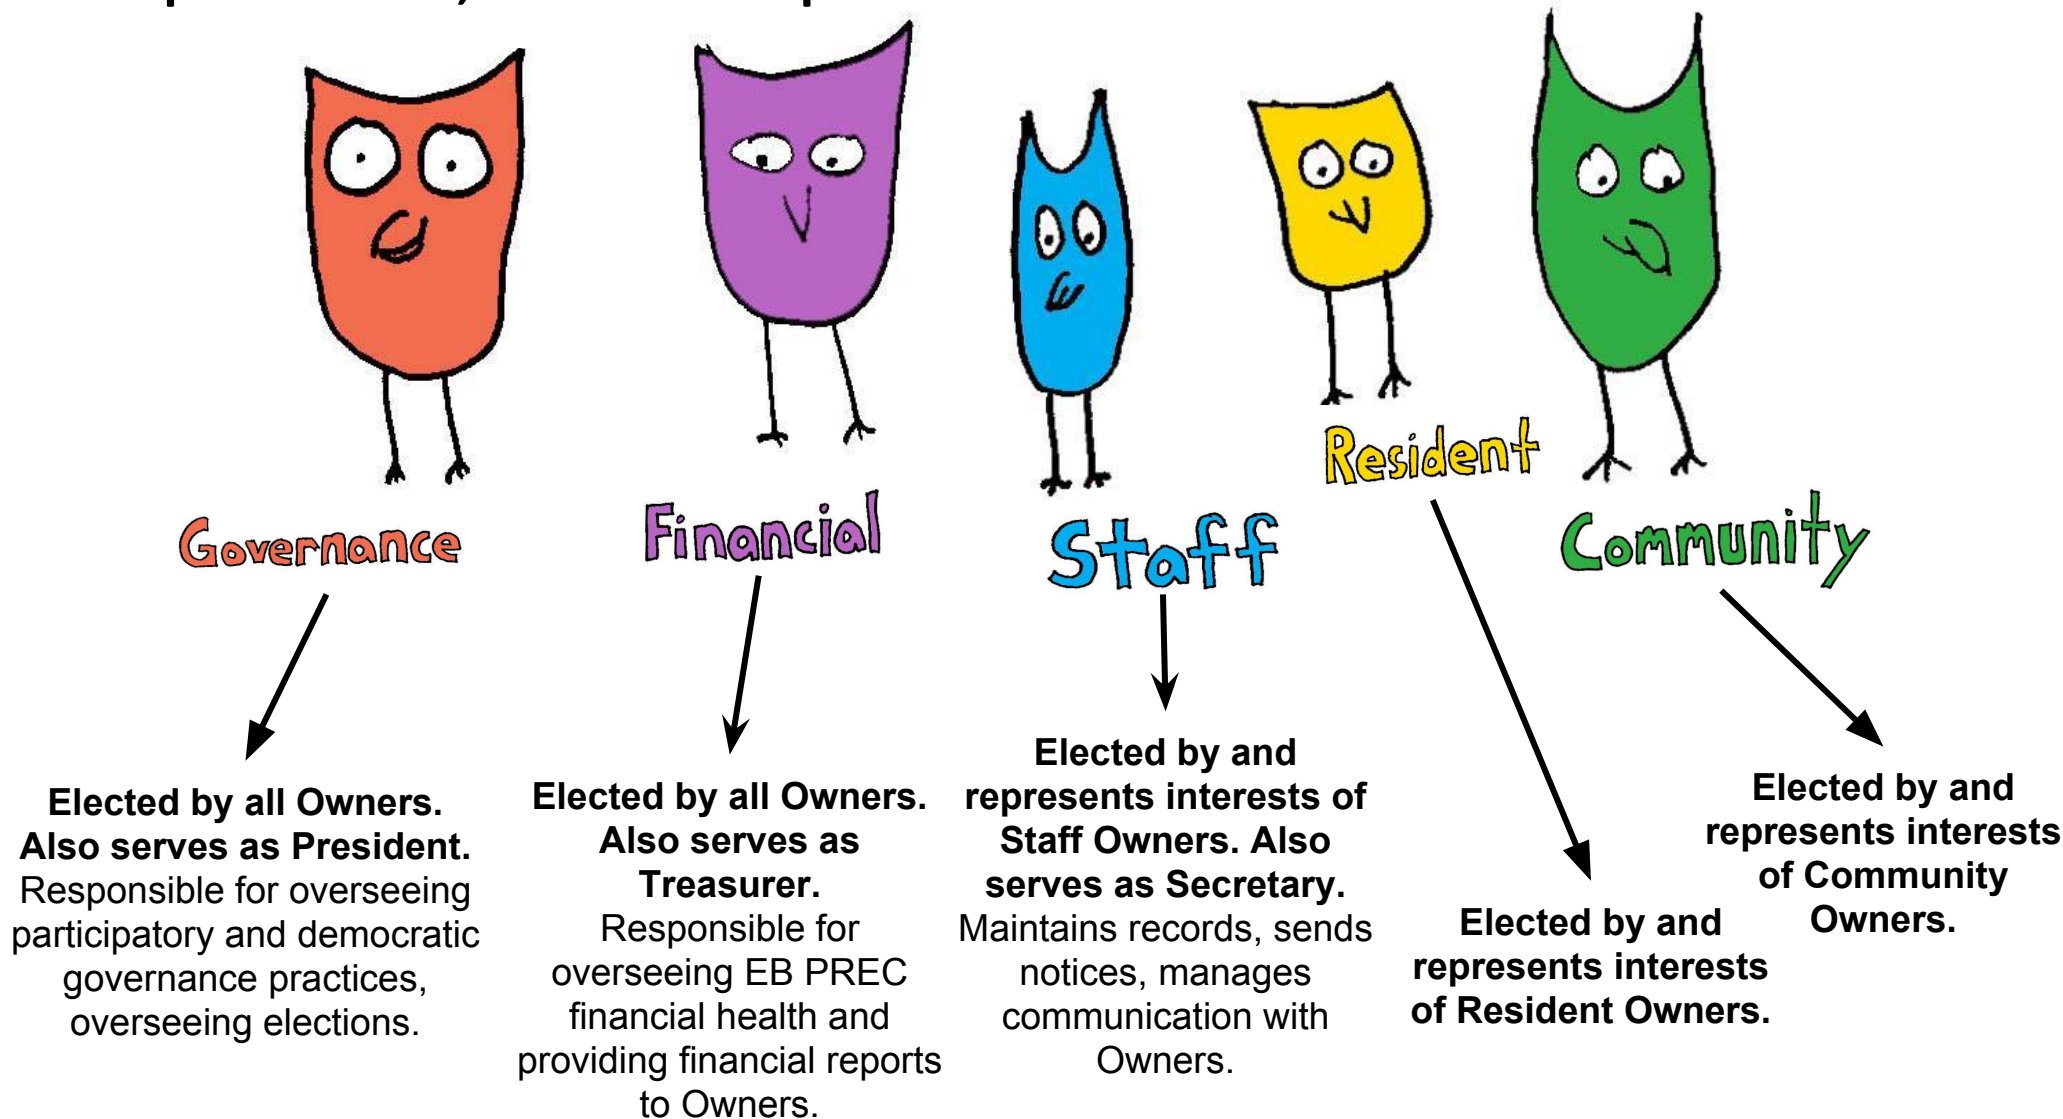 Governance
Financial
Staff
Resident
Community
Elected by all Owners.
Also serves as President.
Responsible for overseeing
participatory and democratic
governance practices,
overseeing elections.
Elected by all Owners.
Also serves as
Treasurer.
Responsible for
overseeing EB PREC
financial health and
providing financial reports
to Owners.
Elected by and
represents interests of
Staff Owners. Also
serves as Secretary.
Maintains records, sends
notices, manages
communication with
Owners.
Elected by and
represents interests
of Resident Owners.
Elected by and
represents interests
of Community
Owners.